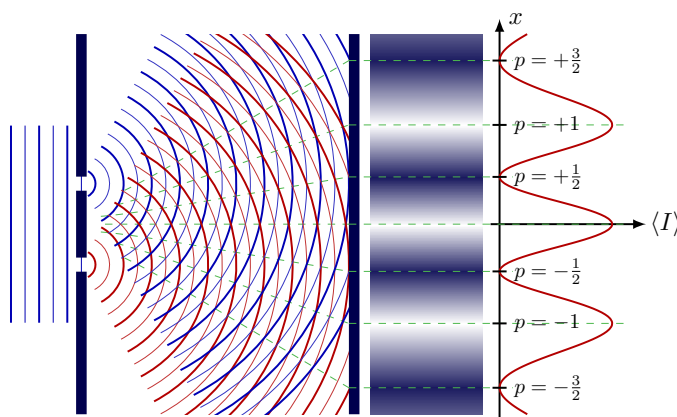 x
p = +3/2
p = +1
p = +1/2
⟨I⟩
p = −1/2
p = −1
p = −3/2